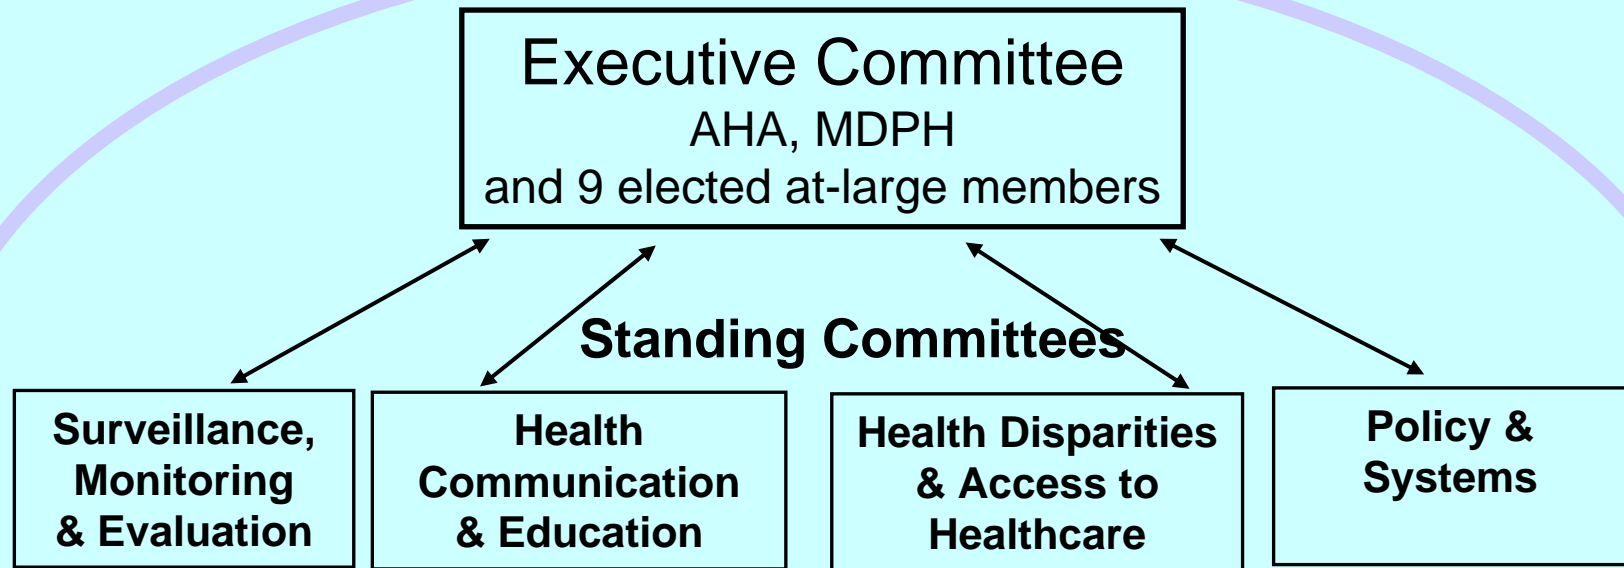 Executive Committee
AHA, MDPH
and 9 elected at-large members
Standing Committees
Surveillance,
Monitoring
& Evaluation
Health
Communication
& Education
Health Disparities
& Access to
Healthcare
Policy &
Systems